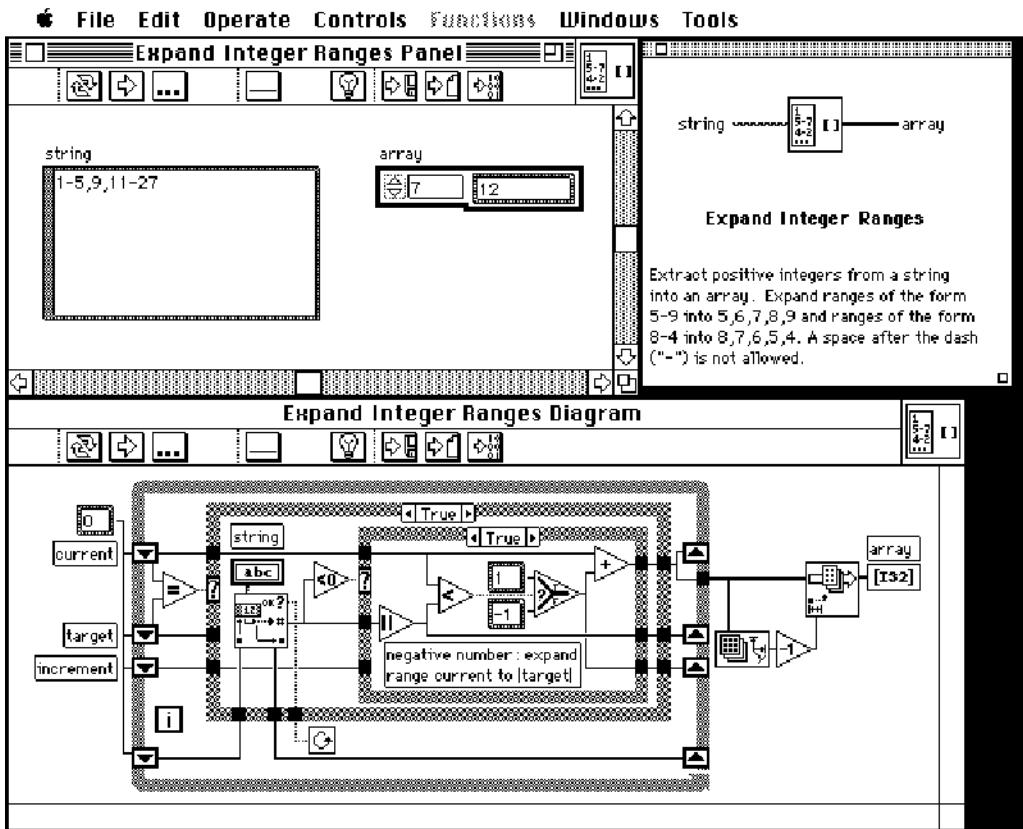 File Edit Operate Controls Functions Windows Tools
Expand Integer Ranges Panel
string
1-5,9,11-27
array
7
12
string
array
Expand Integer Ranges
Extract positive integers from a string
into an array. Expand ranges of the form
5-9 into 5,6,7,8,9 and ranges of the form
8-4 into 8,7,6,5,4. A space after the dash
("-") is not allowed.
Expand Integer Ranges Diagram
0
current
target
increment
i
=
?
True
string
abc
OK?
#
<0
?
True
||
<
1
-1
?
+
negative number : expand
range current to |target|
-1
array
[I32]